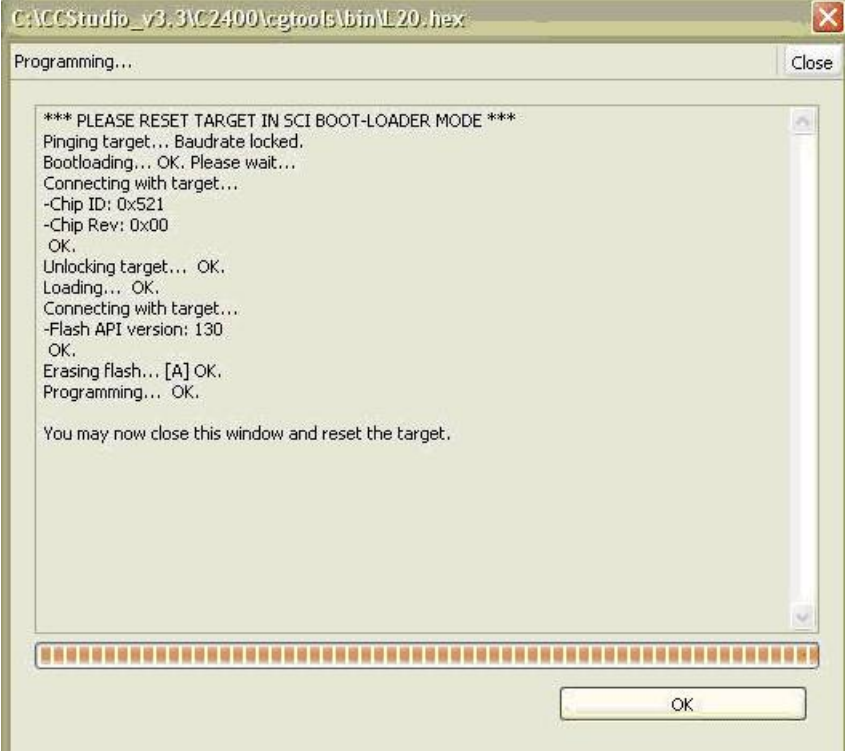 C:\CCStudio_v3.3\C2400\cgtools\bin\L20.hex
Programming...
Close
*** PLEASE RESET TARGET IN SCI BOOT-LOADER MODE ***
Pinging target... Baudrate locked.
Bootloading... OK. Please wait...
Connecting with target...
-Chip ID: 0x521
-Chip Rev: 0x00
OK.
Unlocking target... OK.
Loading... OK.
Connecting with target...
-Flash API version: 130
OK.
Erasing flash... [A] OK.
Programming... OK.
You may now close this window and reset the target.
OK